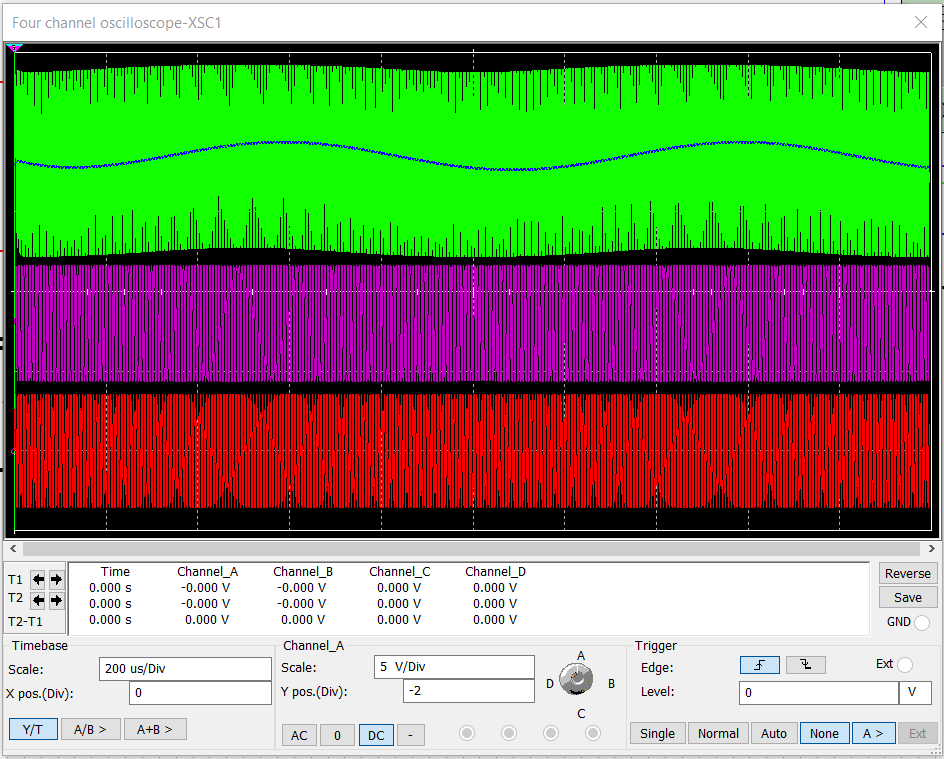 Four channel oscilloscope-XSC1
Time Channel_A Channel_B Channel_C Channel_D
T1 0.000 s -0.000 V -0.000 V 0.000 V 0.000 V
T2 0.000 s -0.000 V -0.000 V 0.000 V 0.000 V
T2-T1 0.000 s 0.000 V 0.000 V 0.000 V 0.000 V
Reverse
Save
GND
Timebase
Scale: 200 us/Div
X pos.(Div): 0
Y/T A/B > A+B >
Channel_A
Scale: 5 V/Div
Y pos.(Div): -2
AC 0 DC -
A
D B
C
Trigger
Edge: Ext
Level: 0 V
Single Normal Auto None A > Ext